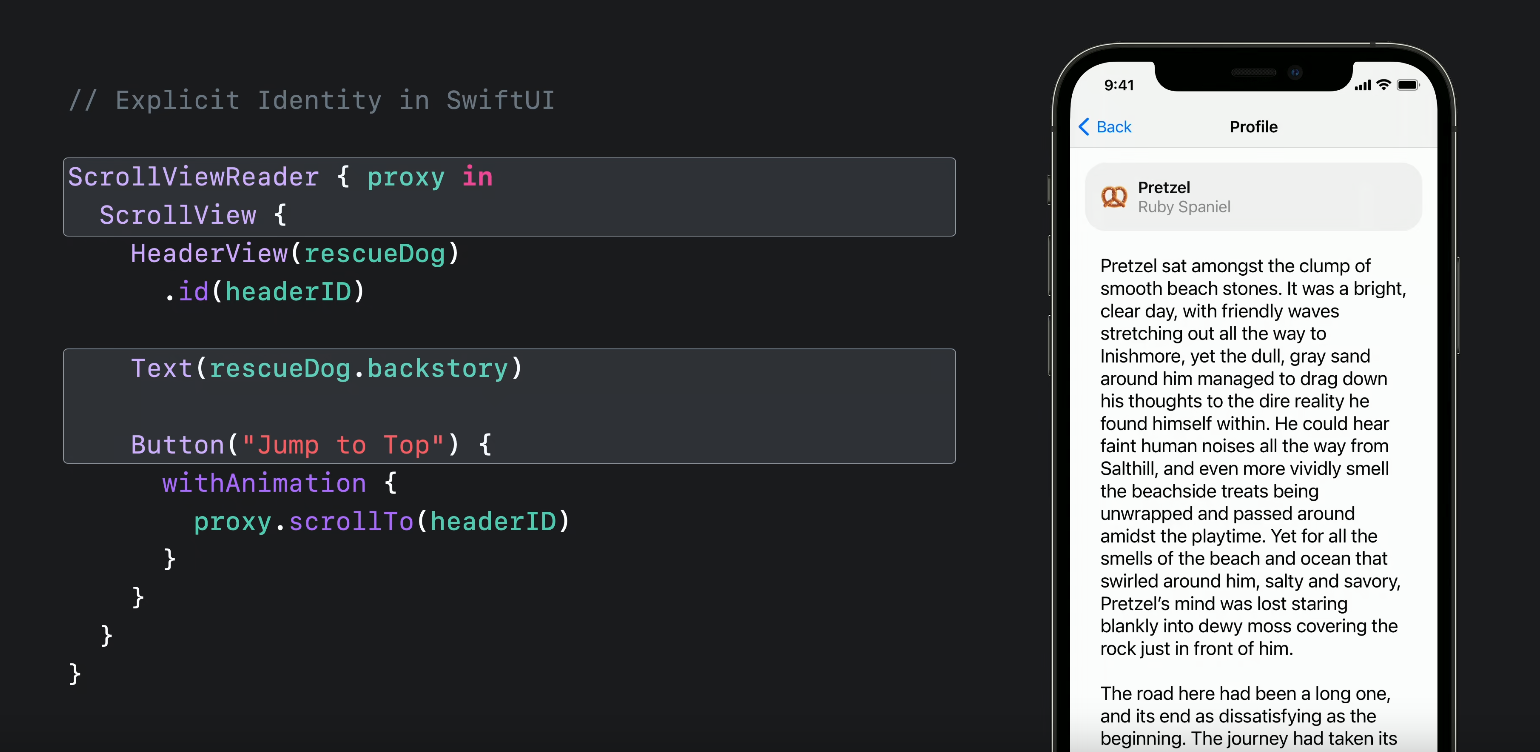 // Explicit Identity in SwiftUI
ScrollViewReader { proxy in
ScrollView {
HeaderView(rescueDog)
.id(headerID)
Text(rescueDog.backstory)
Button("Jump to Top") {
withAnimation {
proxy.scrollTo(headerID)
}
}
}
}
9:41
Back
Profile
Pretzel
Ruby Spaniel
Pretzel sat amongst the clump of
smooth beach stones. It was a bright,
clear day, with friendly waves
stretching out all the way to
Inishmore, yet the dull, gray sand
around him managed to drag down
his thoughts to the dire reality he
found himself within. He could hear
faint human noises all the way from
Salthill, and even more vividly smell
the beachside treats being
unwrapped and passed around
amidst the playtime. Yet for all the
smells of the beach and ocean that
swirled around him, salty and savory,
Pretzel’s mind was lost staring
blankly into dewy moss covering the
rock just in front of him.
The road here had been a long one,
and its end as dissatisfying as the
beginning. The journey had taken its